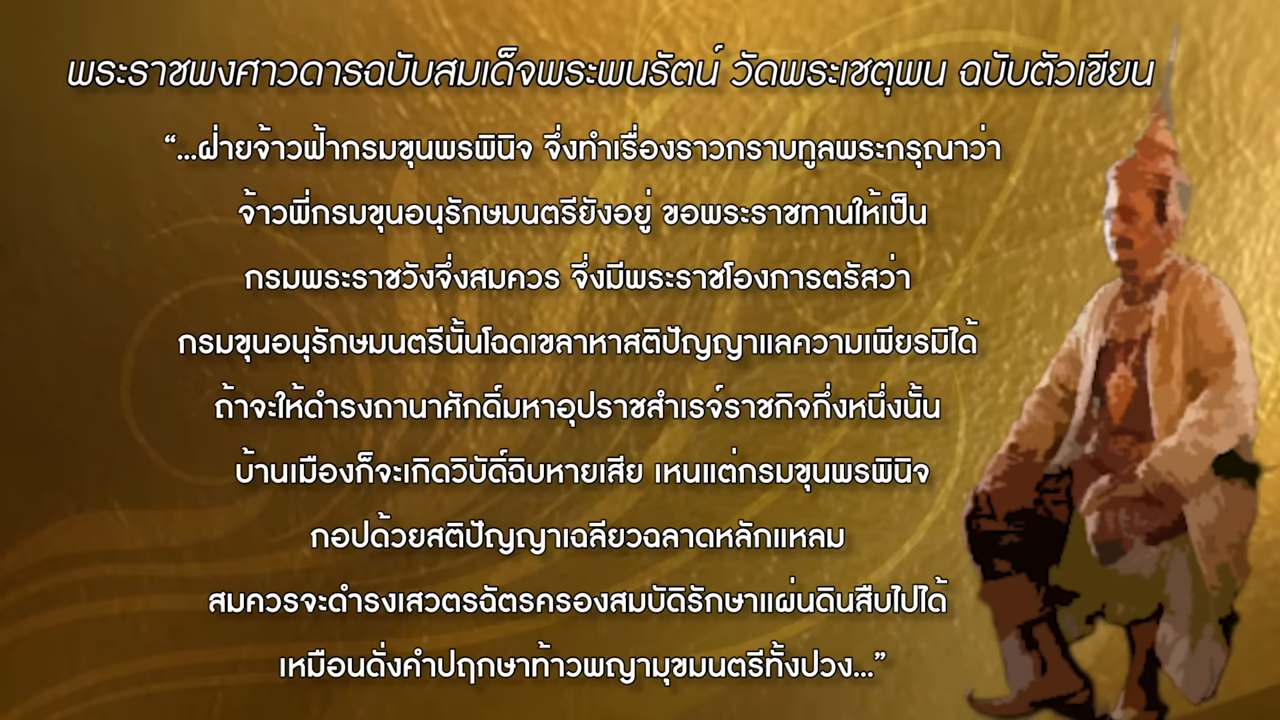 พระราชพงศาวดารฉบับสมเด็จพระพนรัตน์ วัดพระเชตุพน ฉบับตัวเขียน
“...ฝ่ายจ้าวฟ้ากรมขุนพรพินิจ จึ่งทำเรื่องราวกราบทูลพระกรุณาว่า
จ้าวพี่กรมขุนอนุรักษมนตรียังอยู่ ขอพระราชทานให้เป็น
กรมพระราชวังจึ่งสมควร จึ่งมีพระราชโองการตรัสว่า
กรมขุนอนุรักษมนตรีนั้นโฉดเขลาหาสติปัญญาแลความเพียรมิได้
ถ้าจะให้ดำรงถานาศักดิ์มหาอุปราชสำเรจ์ราชกิจกึ่งหนึ่งนั้น
บ้านเมืองก็จะเกิดวิบัดิ์ฉิบหายเสีย เหนแต่กรมขุนพรพินิจ
กอปด้วยสติปัญญาเฉลียวฉลาดหลักแหลม
สมควรจะดำรงเสวตรฉัตรครองสมบัดิรักษาแผ่นดินสืบไปได้
เหมือนดั่งคำปฤกษาท้าวพญามุขมนตรีทั้งปวง...”